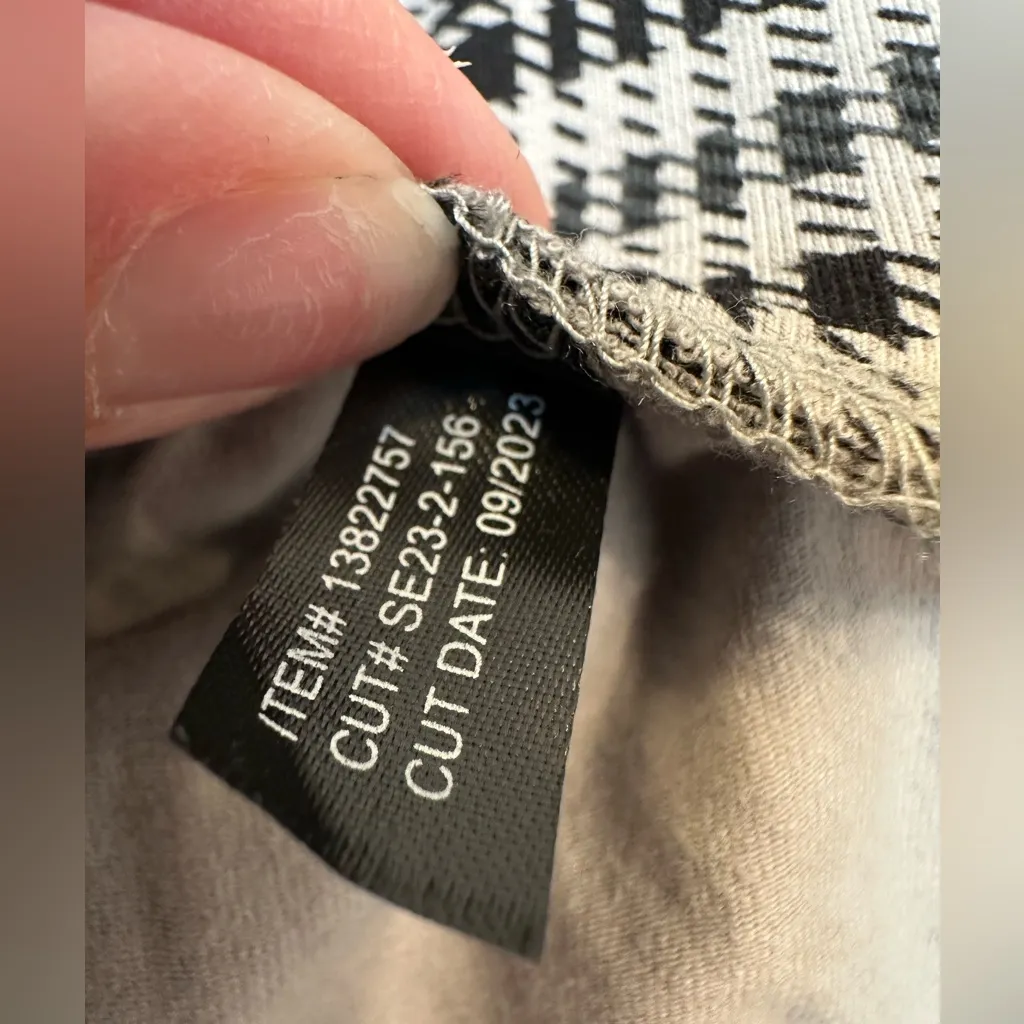 ITEM# 13822757
CUT# SE23-2-156
CUT DATE: 09/2023